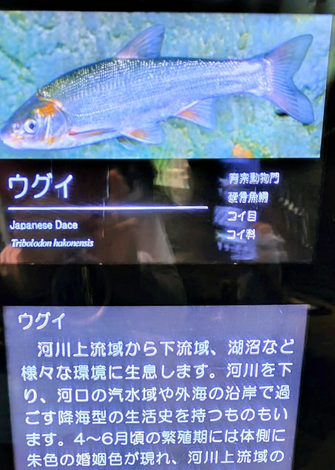 ウグイ
Japanese Dace
Tribolodon hakonensis
脊索動物門
硬骨魚綱
コイ目
コイ科
ウグイ
河川上流域から下流域、湖沼など
様々な環境に生息します。河川を下
り、河口の汽水域や外海の沿岸で過
ごす降海型の生活史を持つものもい
ます。4〜6月頃の繁殖期には体側に
朱色の婚姻色が現れ、河川上流域の